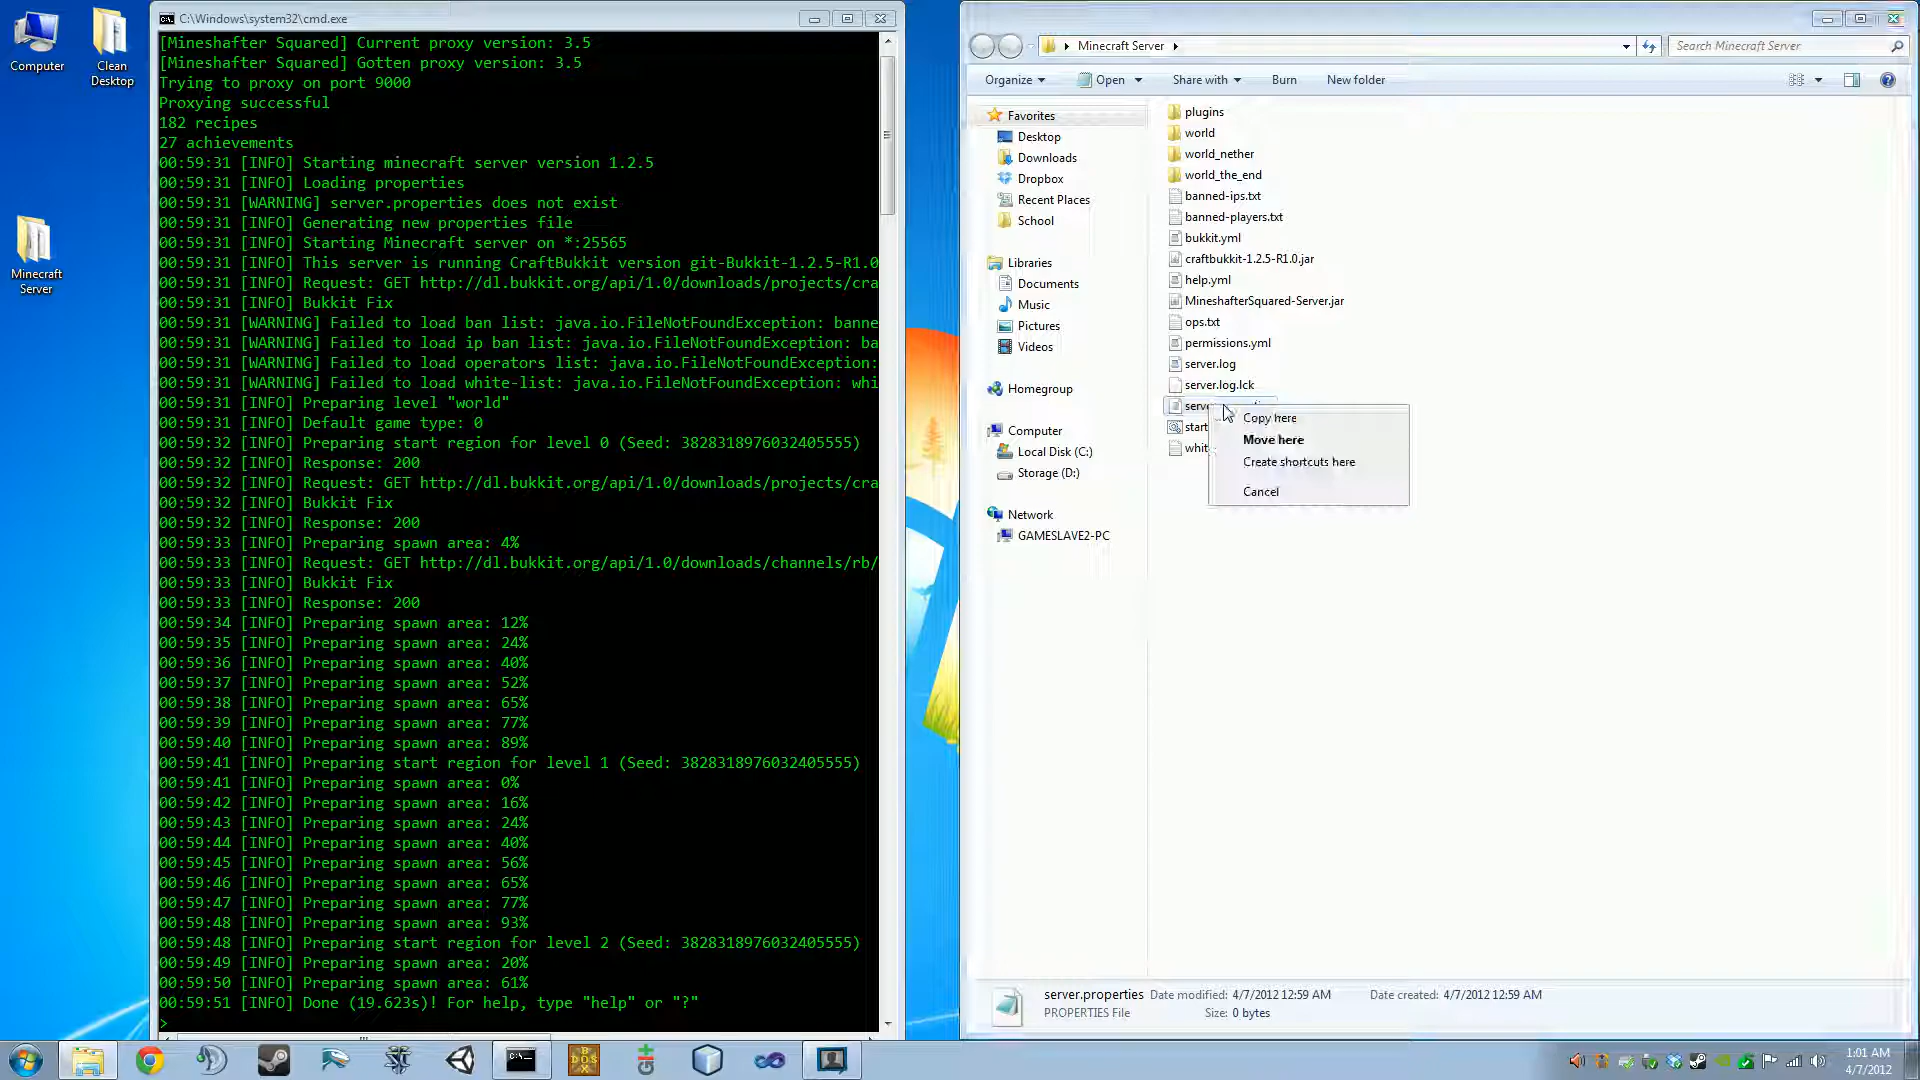 Computer
Clean
Desktop
Minecraft
Server
C:\Windows\system32\cmd.exe
[Mineshafter Squared] Current proxy version: 3.5
[Mineshafter Squared] Gotten proxy version: 3.5
Trying to proxy on port 9000
Proxying successful
182 recipes
27 achievements
00:59:31 [INFO] Starting minecraft server version 1.2.5
00:59:31 [INFO] Loading properties
00:59:31 [WARNING] server.properties does not exist
00:59:31 [INFO] Generating new properties file
00:59:31 [INFO] Starting Minecraft server on *:25565
00:59:31 [INFO] This server is running CraftBukkit version git-Bukkit-1.2.5-R1.0
00:59:31 [INFO] Request: GET http://dl.bukkit.org/api/1.0/downloads/projects/cra
00:59:31 [INFO] Bukkit Fix
00:59:31 [WARNING] Failed to load ban list: java.io.FileNotFoundException: banne
00:59:31 [WARNING] Failed to load ip ban list: java.io.FileNotFoundException: ba
00:59:31 [WARNING] Failed to load operators list: java.io.FileNotFoundException:
00:59:31 [WARNING] Failed to load white-list: java.io.FileNotFoundException: whi
00:59:31 [INFO] Preparing level "world"
00:59:31 [INFO] Default game type: 0
00:59:32 [INFO] Preparing start region for level 0 (Seed: 3828318976032405555)
00:59:32 [INFO] Response: 200
00:59:32 [INFO] Request: GET http://dl.bukkit.org/api/1.0/downloads/projects/cra
00:59:32 [INFO] Bukkit Fix
00:59:32 [INFO] Response: 200
00:59:33 [INFO] Preparing spawn area: 4%
00:59:33 [INFO] Request: GET http://dl.bukkit.org/api/1.0/downloads/channels/rb/
00:59:33 [INFO] Bukkit Fix
00:59:33 [INFO] Response: 200
00:59:34 [INFO] Preparing spawn area: 12%
00:59:35 [INFO] Preparing spawn area: 24%
00:59:36 [INFO] Preparing spawn area: 40%
00:59:37 [INFO] Preparing spawn area: 52%
00:59:38 [INFO] Preparing spawn area: 65%
00:59:39 [INFO] Preparing spawn area: 77%
00:59:40 [INFO] Preparing spawn area: 89%
00:59:41 [INFO] Preparing start region for level 1 (Seed: 3828318976032405555)
00:59:41 [INFO] Preparing spawn area: 0%
00:59:42 [INFO] Preparing spawn area: 16%
00:59:43 [INFO] Preparing spawn area: 24%
00:59:44 [INFO] Preparing spawn area: 40%
00:59:45 [INFO] Preparing spawn area: 56%
00:59:46 [INFO] Preparing spawn area: 65%
00:59:47 [INFO] Preparing spawn area: 77%
00:59:48 [INFO] Preparing spawn area: 93%
00:59:48 [INFO] Preparing start region for level 2 (Seed: 3828318976032405555)
00:59:49 [INFO] Preparing spawn area: 20%
00:59:50 [INFO] Preparing spawn area: 61%
00:59:51 [INFO] Done (19.623s)! For help, type "help" or "?"
>
Minecraft Server
Search Minecraft Server
Organize Open Share with Burn New folder
Favorites
Desktop
Downloads
Dropbox
Recent Places
School
Libraries
Documents
Music
Pictures
Videos
Homegroup
Computer
Local Disk (C:)
Storage (D:)
Network
GAMESLAVE2-PC
plugins
world
world_nether
world_the_end
banned-ips.txt
banned-players.txt
bukkit.yml
craftbukkit-1.2.5-R1.0.jar
help.yml
MineshafterSquared-Server.jar
ops.txt
permissions.yml
server.log
server.log.lck
serv
start
whit
Copy here
Move here
Create shortcuts here
Cancel
server.properties Date modified: 4/7/2012 12:59 AM Date created: 4/7/2012 12:59 AM
PROPERTIES File Size: 0 bytes
1:01 AM
4/7/2012